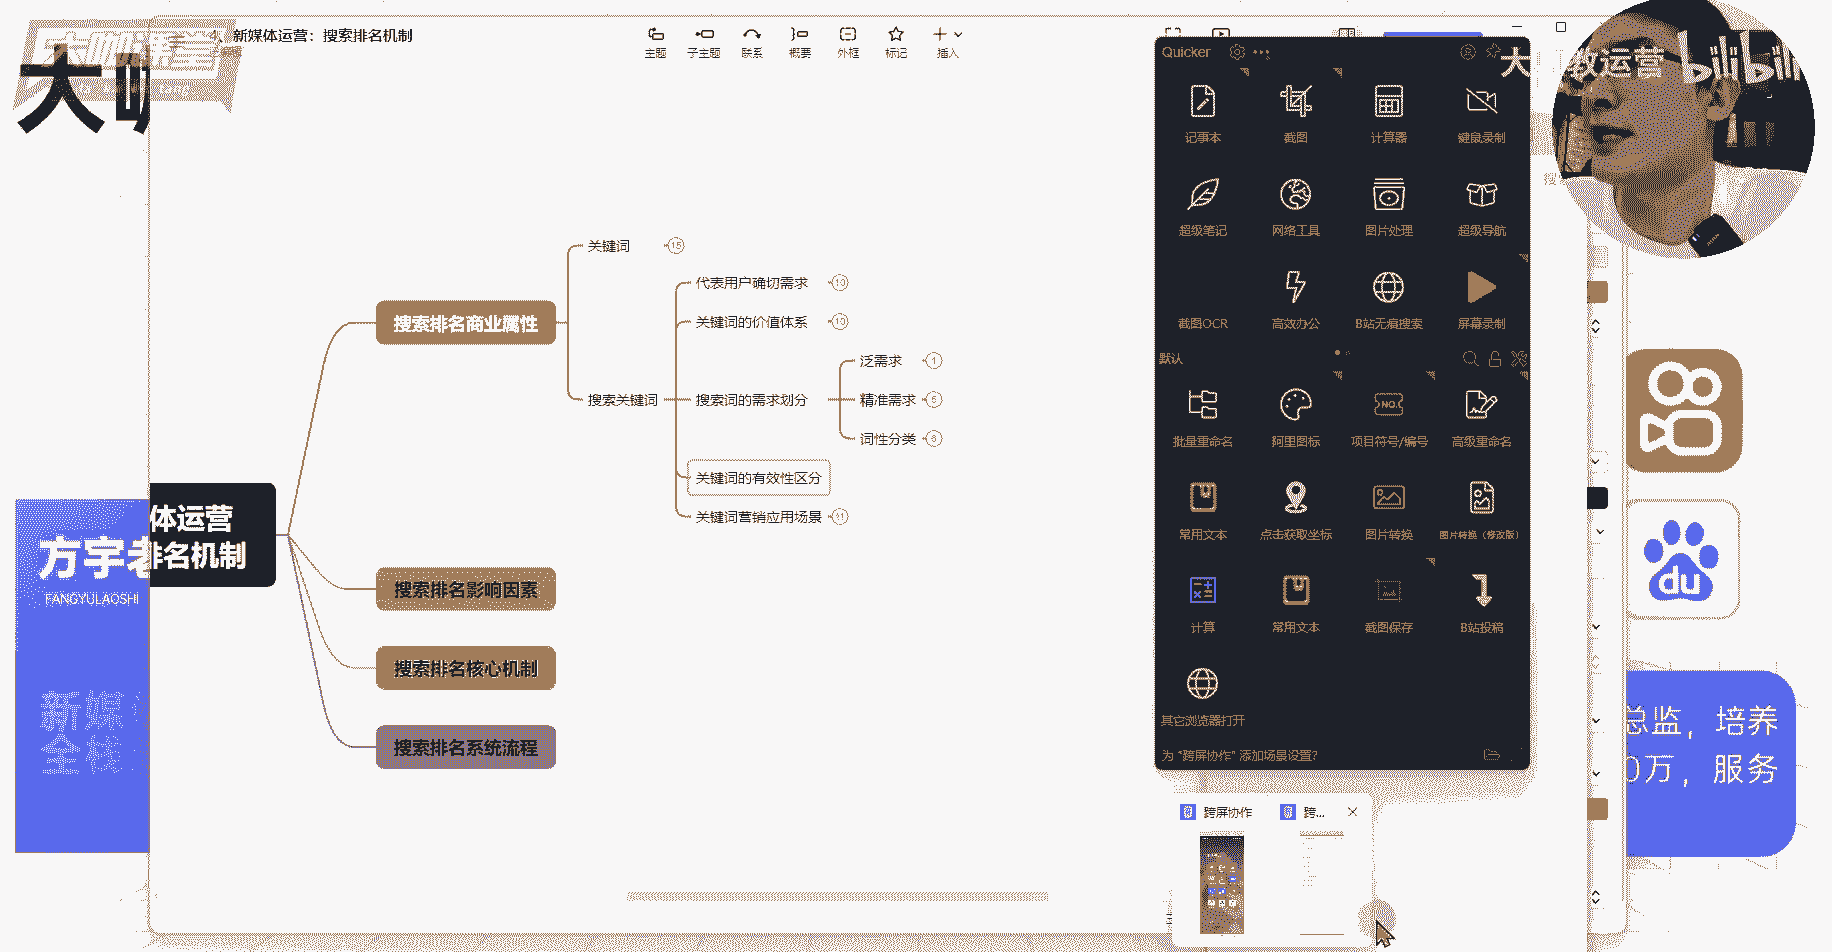 大咖课堂
新媒体运营：搜索排名机制
主题
子主题
联系
概要
外框
标记
插入
Quicker
教运营
bilibili
记事本
截图
计算器
键鼠录制
超级笔记
网络工具
图片处理
超级导航
截图OCR
高效办公
B站无痕搜索
屏幕录制
默认
批量重命名
阿里图标
项目符号/编号
高级重命名
常用文本
点击获取坐标
图片转换
图片转换（修改版）
计算
常用文本
截图保存
B站投稿
其它浏览器打开
为“跨屏协作”添加场景设置?
跨屏协作
跨...
关键词
15
代表用户确切需求
13
关键词的价值体系
13
搜索排名商业属性
泛需求
1
搜索关键词
搜索词的需求划分
精准需求
5
词性分类
6
关键词的有效性区分
关键词营销应用场景
11
体运营
排名机制
搜索排名影响因素
搜索排名核心机制
搜索排名系统流程
方宇老
FANGYULAOSHI
新媒
全栈
du
总监，培养
0万，服务